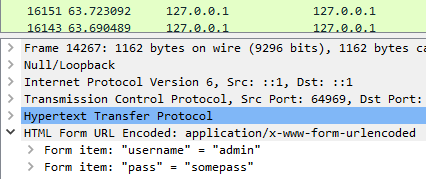 16151 63.723092 127.0.0.1 127.0.0.1
16143 63.690489 127.0.0.1 127.0.0.1
Frame 14267: 1162 bytes on wire (9296 bits), 1162 bytes ca
Null/Loopback
Internet Protocol Version 6, Src: ::1, Dst: ::1
Transmission Control Protocol, Src Port: 64969, Dst Port
Hypertext Transfer Protocol
HTML Form URL Encoded: application/x-www-form-urlencoded
Form item: "username" = "admin"
Form item: "pass" = "somepass"